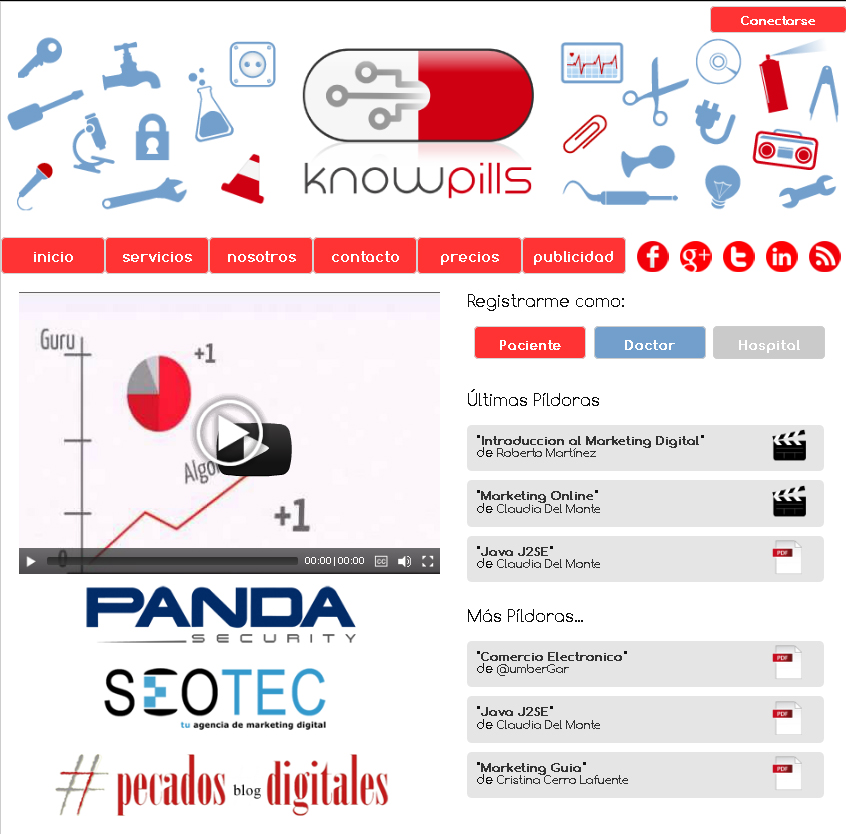 Conectarse
knowpills
inicio
servicios
nosotros
contacto
precios
publicidad
f
g+
t
in
Guru
+1
Algo
+1
0
00:00|00:00
CC
PANDA
SECURITY
SEOTEC
tu agencia de marketing digital
# pecados blog digitales
Registrarme como:
Paciente
Doctor
Hospital
Últimas Píldoras
"Introduccion al Marketing Digital"
de Roberto Martínez
"Marketing Online"
de Claudia Del Monte
"Java J2SE"
de Claudia Del Monte
PDF
Más Píldoras...
"Comercio Electronico"
de @umberGar
PDF
"Java J2SE"
de Claudia Del Monte
PDF
"Marketing Guia"
de Cristina Cerro Lafuente
PDF